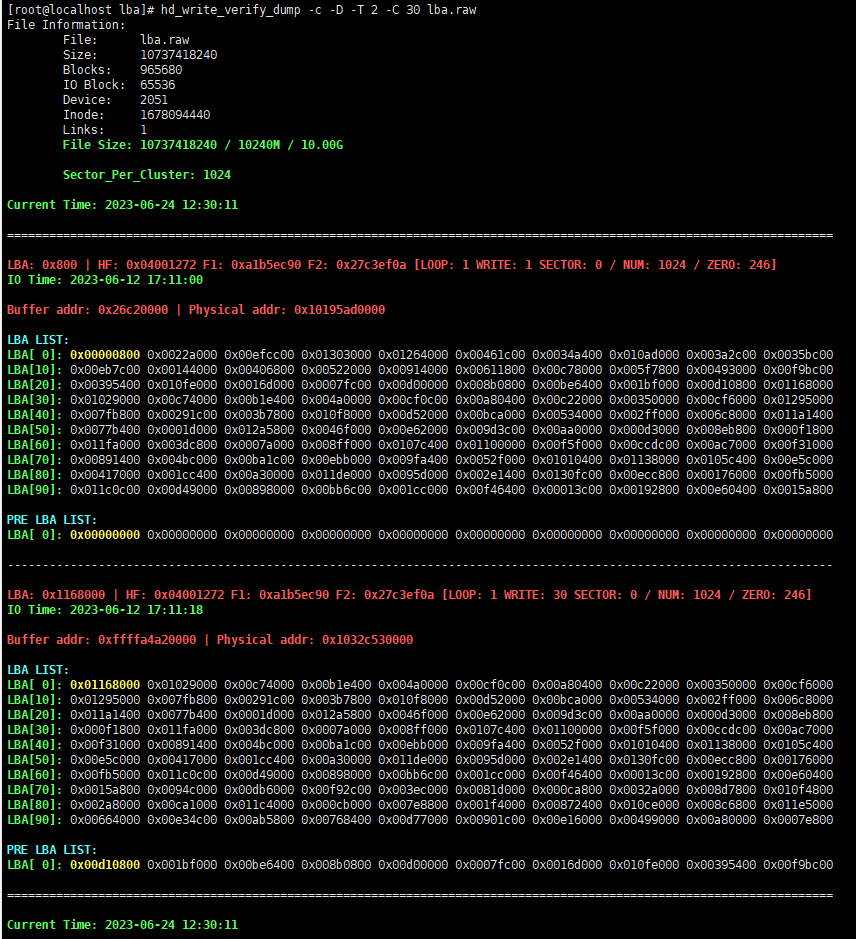 [root@localhost lba]# hd_write_verify_dump -c -D -T 2 -C 30 lba.raw
File Information:
File: lba.raw
Size: 10737418240
Blocks: 965680
IO Block: 65536
Device: 2051
Inode: 1678094440
Links: 1
File Size: 10737418240 / 10240M / 10.00G
Sector_Per_Cluster: 1024
Current Time: 2023-06-24 12:30:11
======================================================================================================================
LBA: 0x800 | HF: 0x04001272 F1: 0xa1b5ec90 F2: 0x27c3ef0a [LOOP: 1 WRITE: 1 SECTOR: 0 / NUM: 1024 / ZERO: 246]
IO Time: 2023-06-12 17:11:00
Buffer addr: 0x26c20000 | Physical addr: 0x10195ad0000
LBA LIST:
LBA[ 0]: 0x00000800 0x0022a000 0x00efcc00 0x01303000 0x01264000 0x00461c00 0x0034a400 0x010ad000 0x003a2c00 0x0035bc00
LBA[10]: 0x00eb7c00 0x00144000 0x00406800 0x00522000 0x00914000 0x00611800 0x00c78000 0x005f7800 0x00493000 0x00f9bc00
LBA[20]: 0x00395400 0x010fe000 0x0016d000 0x0007fc00 0x00d00000 0x008b0800 0x00be6400 0x001bf000 0x00d10800 0x01168000
LBA[30]: 0x01029000 0x00c74000 0x00b1e400 0x004a0000 0x00cf0c00 0x00a80400 0x00c22000 0x00350000 0x00cf6000 0x01295000
LBA[40]: 0x007fb800 0x00291c00 0x003b7800 0x010f8000 0x00d52000 0x00bca000 0x00534000 0x002ff000 0x006c8000 0x011a1400
LBA[50]: 0x0077b400 0x0001d000 0x012a5800 0x0046f000 0x00e62000 0x009d3c00 0x00aa0000 0x000d3000 0x008eb800 0x000f1800
LBA[60]: 0x011fa000 0x003dc800 0x0007a000 0x008ff000 0x0107c400 0x01100000 0x00f5f000 0x00ccdc00 0x00ac7000 0x00f31000
LBA[70]: 0x00891400 0x004bc000 0x00ba1c00 0x00ebb000 0x009fa400 0x0052f000 0x01010400 0x01138000 0x0105c400 0x00e5c000
LBA[80]: 0x00417000 0x001cc400 0x00a30000 0x011de000 0x0095d000 0x002e1400 0x0130fc00 0x00ecc800 0x00176000 0x00fb5000
LBA[90]: 0x011c0c00 0x00d49000 0x00898000 0x00bb6c00 0x001cc000 0x00f46400 0x00013c00 0x00192800 0x00e60400 0x0015a800
PRE LBA LIST:
LBA[ 0]: 0x00000000 0x00000000 0x00000000 0x00000000 0x00000000 0x00000000 0x00000000 0x00000000 0x00000000 0x00000000
----------------------------------------------------------------------------------------------------------------------
LBA: 0x1168000 | HF: 0x04001272 F1: 0xa1b5ec90 F2: 0x27c3ef0a [LOOP: 1 WRITE: 30 SECTOR: 0 / NUM: 1024 / ZERO: 246]
IO Time: 2023-06-12 17:11:18
Buffer addr: 0xffffa4a20000 | Physical addr: 0x1032c530000
LBA LIST:
LBA[ 0]: 0x01168000 0x01029000 0x00c74000 0x00b1e400 0x004a0000 0x00cf0c00 0x00a80400 0x00c22000 0x00350000 0x00cf6000
LBA[10]: 0x01295000 0x007fb800 0x00291c00 0x003b7800 0x010f8000 0x00d52000 0x00bca000 0x00534000 0x002ff000 0x006c8000
LBA[20]: 0x011a1400 0x0077b400 0x0001d000 0x012a5800 0x0046f000 0x00e62000 0x009d3c00 0x00aa0000 0x000d3000 0x008eb800
LBA[30]: 0x000f1800 0x011fa000 0x003dc800 0x0007a000 0x008ff000 0x0107c400 0x01100000 0x00f5f000 0x00ccdc00 0x00ac7000
LBA[40]: 0x00f31000 0x00891400 0x004bc000 0x00ba1c00 0x00ebb000 0x009fa400 0x0052f000 0x01010400 0x01138000 0x0105c400
LBA[50]: 0x00e5c000 0x00417000 0x001cc400 0x00a30000 0x011de000 0x0095d000 0x002e1400 0x0130fc00 0x00ecc800 0x00176000
LBA[60]: 0x00fb5000 0x011c0c00 0x00d49000 0x00898000 0x00bb6c00 0x001cc000 0x00f46400 0x00013c00 0x00192800 0x00e60400
LBA[70]: 0x0015a800 0x0094c000 0x00db6000 0x00f92c00 0x003ec000 0x0081d000 0x000ca800 0x0032a000 0x008d7800 0x010f4800
LBA[80]: 0x002a8000 0x00ca1000 0x011c4000 0x000cb000 0x007e8800 0x001f4000 0x00872400 0x010ce000 0x008c6800 0x011e5000
LBA[90]: 0x00664000 0x00e34c00 0x00ab5800 0x00768400 0x00d77000 0x00901c00 0x00e16000 0x00499000 0x00a80000 0x0007e800
PRE LBA LIST:
LBA[ 0]: 0x00d10800 0x001bf000 0x00be6400 0x008b0800 0x00d00000 0x0007fc00 0x0016d000 0x010fe000 0x00395400 0x00f9bc00
======================================================================================================================
Current Time: 2023-06-24 12:30:11